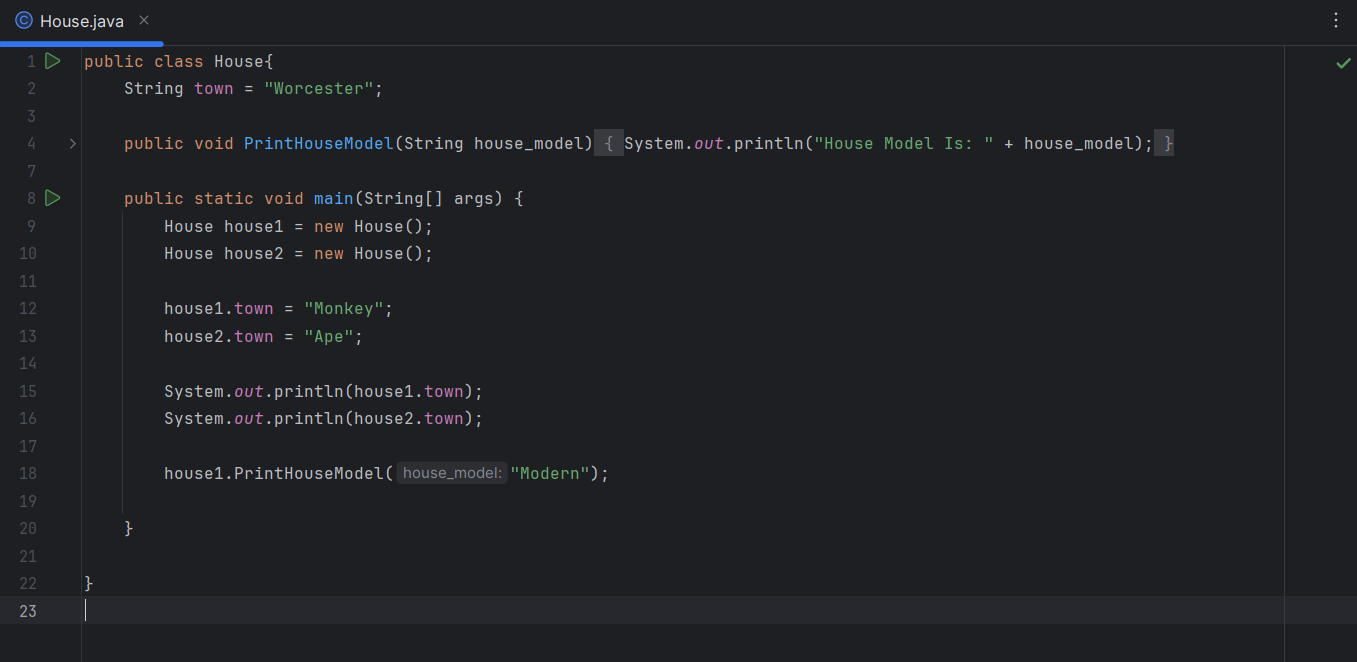 House.java
1 public class House{
2 String town = "Worcester";
3
4 public void PrintHouseModel(String house_model) { System.out.println("House Model Is: " + house_model); }
7
8 public static void main(String[] args) {
9 House house1 = new House();
10 House house2 = new House();
11
12 house1.town = "Monkey";
13 house2.town = "Ape";
14
15 System.out.println(house1.town);
16 System.out.println(house2.town);
17
18 house1.PrintHouseModel( house_model: "Modern");
19
20 }
21
22 }
23